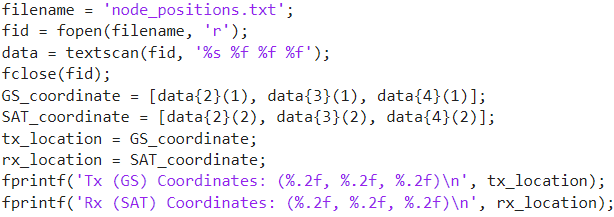 filename = 'node_positions.txt';
fid = fopen(filename, 'r');
data = textscan(fid, '%s %f %f %f');
fclose(fid);
GS_coordinate = [data{2}(1), data{3}(1), data{4}(1)];
SAT_coordinate = [data{2}(2), data{3}(2), data{4}(2)];
tx_location = GS_coordinate;
rx_location = SAT_coordinate;
fprintf('Tx (GS) Coordinates: (%.2f, %.2f, %.2f)\n', tx_location);
fprintf('Rx (SAT) Coordinates: (%.2f, %.2f, %.2f)\n', rx_location);